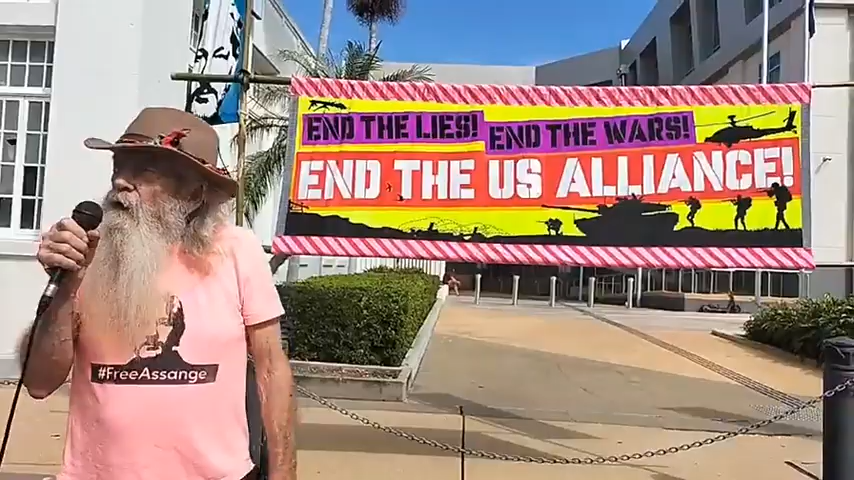 END THE LIES! END THE WARS!
END THE US ALLIANCE!
#FreeAssange